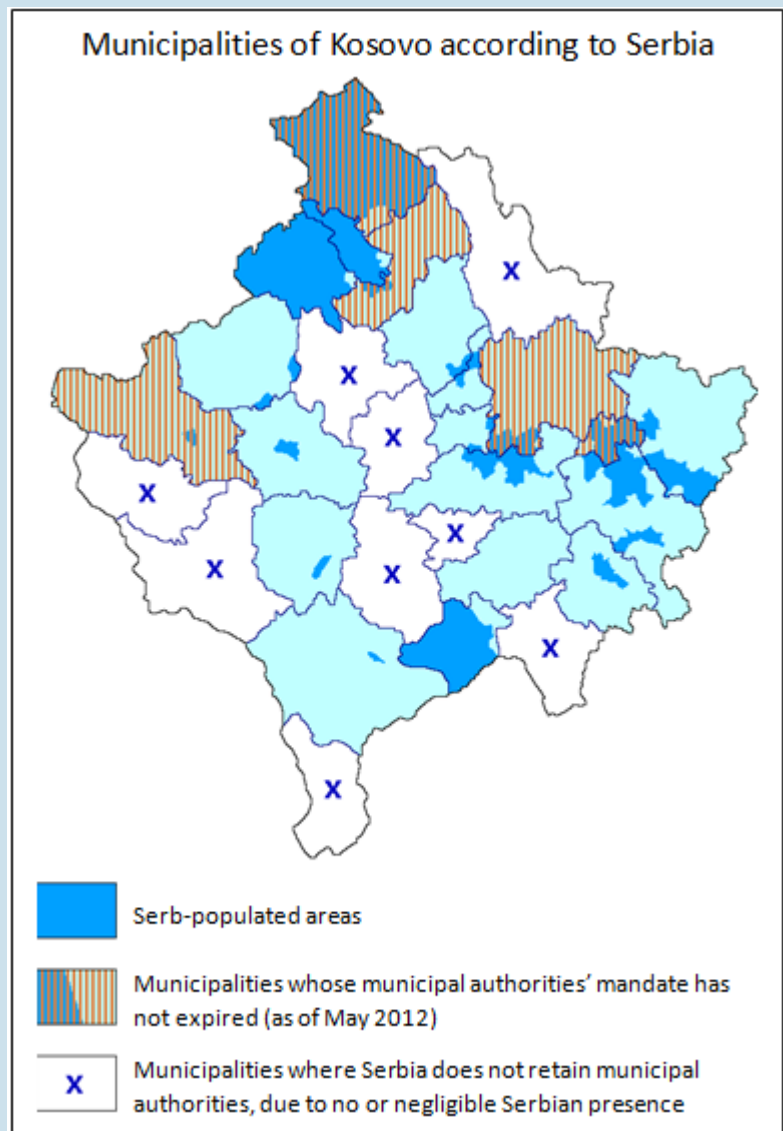 Municipalities of Kosovo according to Serbia
X
X
X
X
X
X
X
X
X
Serb-populated areas
Municipalities whose municipal authorities’ mandate has
not expired (as of May 2012)
X
Municipalities where Serbia does not retain municipal
authorities, due to no or negligible Serbian presence